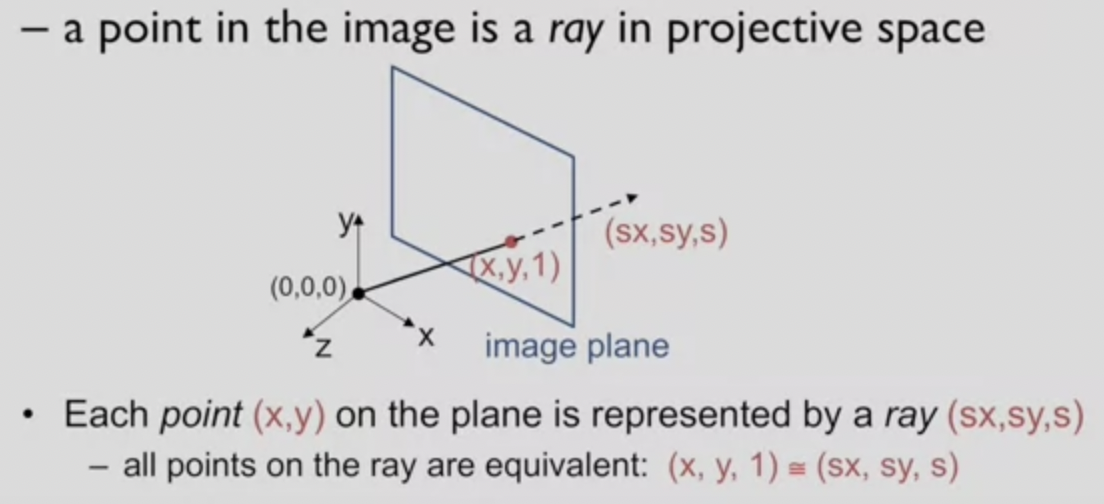 – a point in the image is a ray in projective space
y
(sx,sy,s)
(x,y,1)
(0,0,0)
x
z
image plane
• Each point (x,y) on the plane is represented by a ray (sx,sy,s)
– all points on the ray are equivalent: (x, y, 1) ≅ (sx, sy, s)